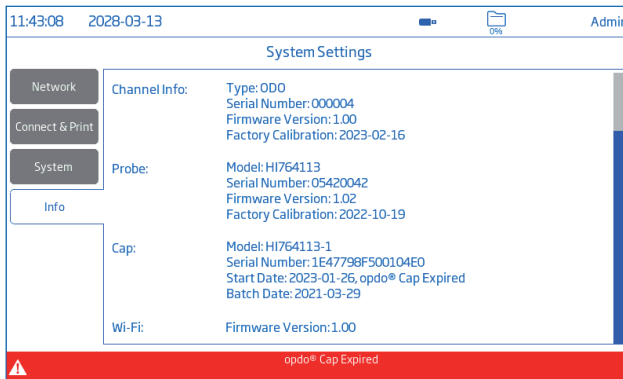 11:43:08 2028-03-13
0%
Admin
System Settings
Network
Connect & Print
System
Info
Channel Info:
Type: ODO
Serial Number: 000004
Firmware Version: 1.00
Factory Calibration: 2023-02-16
Probe:
Model: HI764113
Serial Number: 05420042
Firmware Version: 1.02
Factory Calibration: 2022-10-19
Cap:
Model: HI764113-1
Serial Number: 1E47798F500104E0
Start Date: 2023-01-26, opdo® Cap Expired
Batch Date: 2021-03-29
Wi-Fi:
Firmware Version: 1.00
opdo® Cap Expired